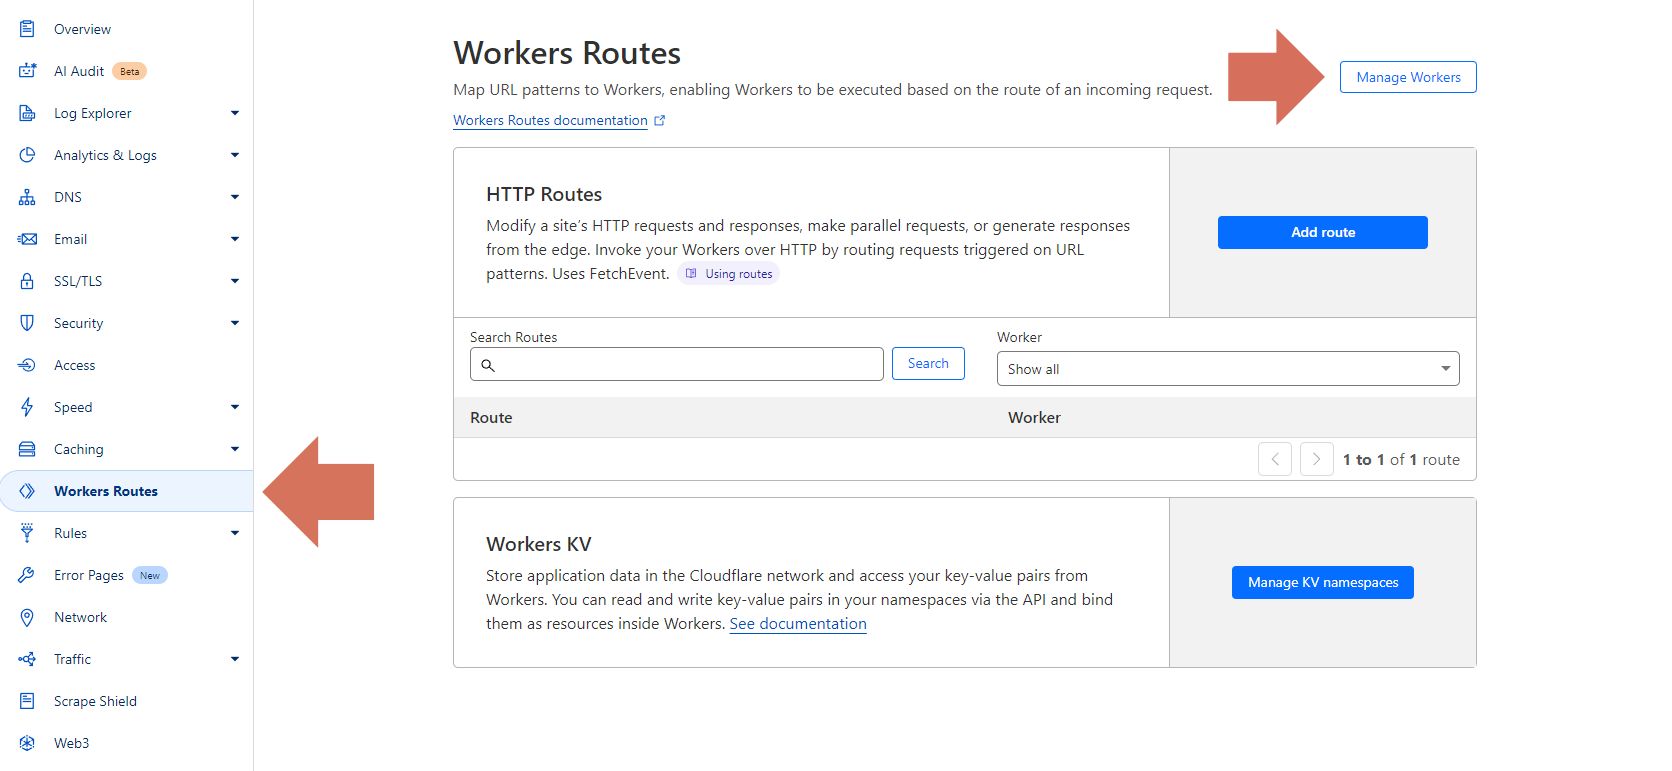 Overview
AI Audit Beta
Log Explorer
Analytics & Logs
DNS
Email
SSL/TLS
Security
Access
Speed
Caching
Workers Routes
Rules
Error Pages New
Network
Traffic
Scrape Shield
Web3
Workers Routes
Map URL patterns to Workers, enabling Workers to be executed based on the route of an incoming request.
Workers Routes documentation
Manage Workers
HTTP Routes
Modify a site’s HTTP requests and responses, make parallel requests, or generate responses
from the edge. Invoke your Workers over HTTP by routing requests triggered on URL
patterns. Uses FetchEvent. Using routes
Add route
Search Routes
Search
Worker
Show all
Route Worker
1 to 1 of 1 route
Workers KV
Store application data in the Cloudflare network and access your key-value pairs from
Workers. You can read and write key-value pairs in your namespaces via the API and bind
them as resources inside Workers. See documentation
Manage KV namespaces